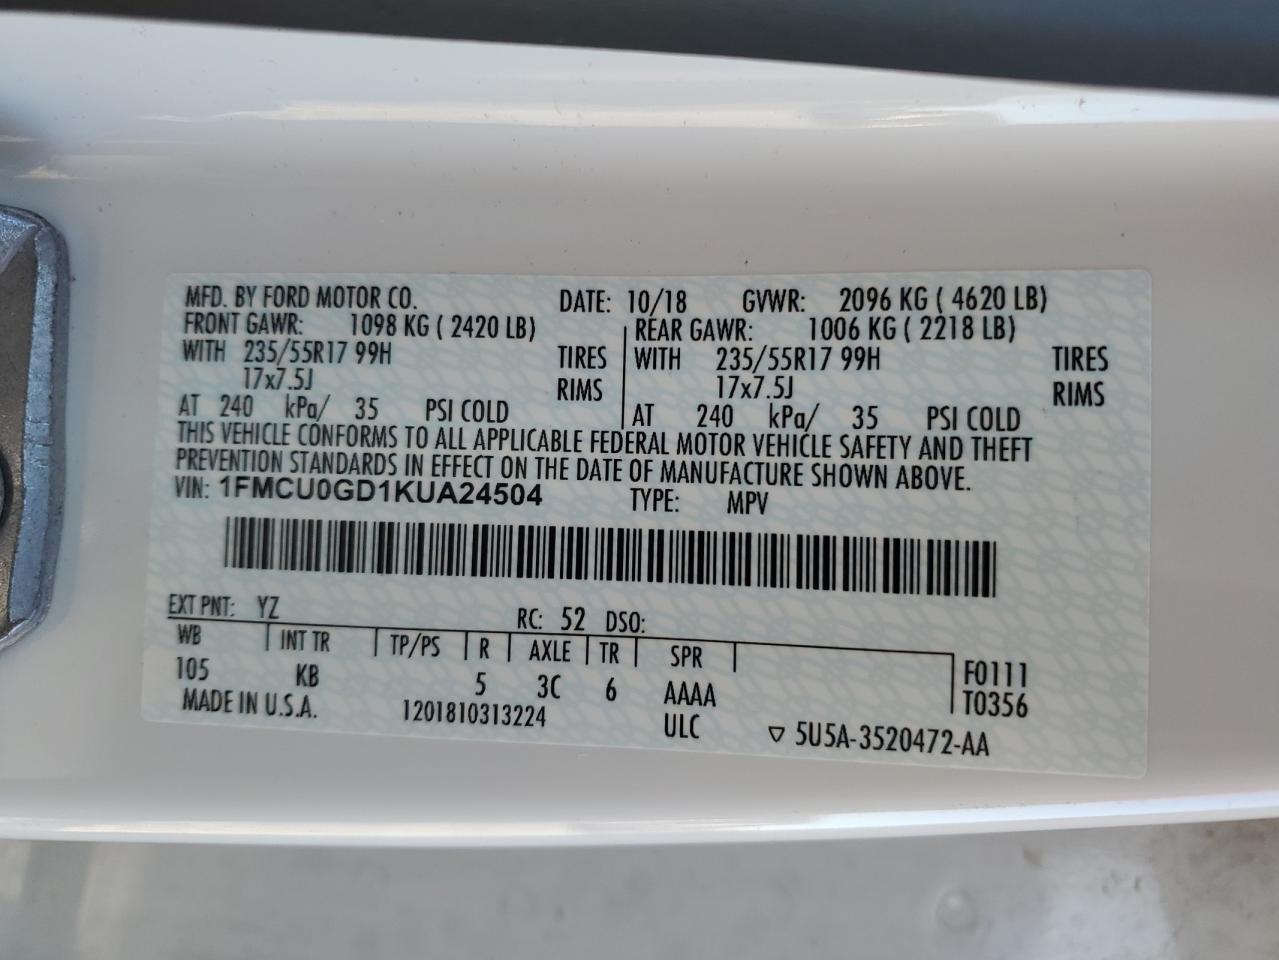 MFD. BY FORD MOTOR CO. DATE: 10/18 GVWR: 2096 KG ( 4620 LB)
FRONT GAWR: 1098 KG ( 2420 LB) REAR GAWR: 1006 KG ( 2218 LB)
WITH 235/55R17 99H TIRES WITH 235/55R17 99H TIRES
17x7.5J RIMS 17x7.5J RIMS
AT 240 kPa/ 35 PSI COLD AT 240 kPa/ 35 PSI COLD
THIS VEHICLE CONFORMS TO ALL APPLICABLE FEDERAL MOTOR VEHICLE SAFETY AND THEFT
PREVENTION STANDARDS IN EFFECT ON THE DATE OF MANUFACTURE SHOWN ABOVE.
VIN: 1FMCU0GD1KUA24504 TYPE: MPV
EXT PNT: YZ RC: 52 DSO:
WB INT TR TP/PS R AXLE TR SPR F0111
105 KB 5 3C 6 AAAA T0356
MADE IN U.S.A. 1201810313224 ULC ▽ 5U5A-3520472-AA